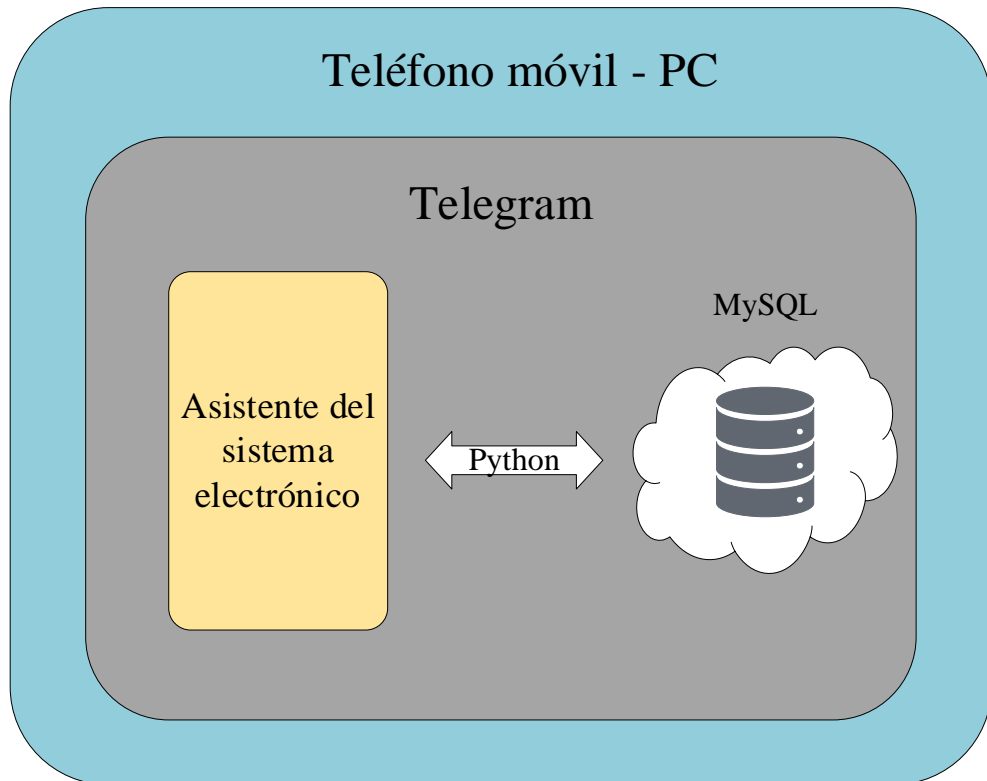 Teléfono móvil - PC
Telegram
MySQL
Asistente del
sistema
electrónico
Python